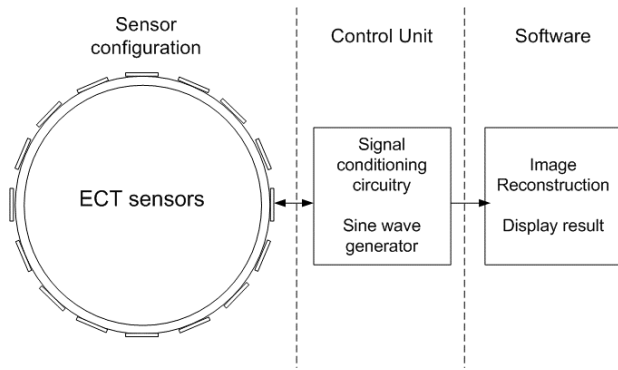 Sensor
configuration
Control Unit
Software
ECT sensors
Signal
conditioning
circuitry
Sine wave
generator
Image
Reconstruction
Display result